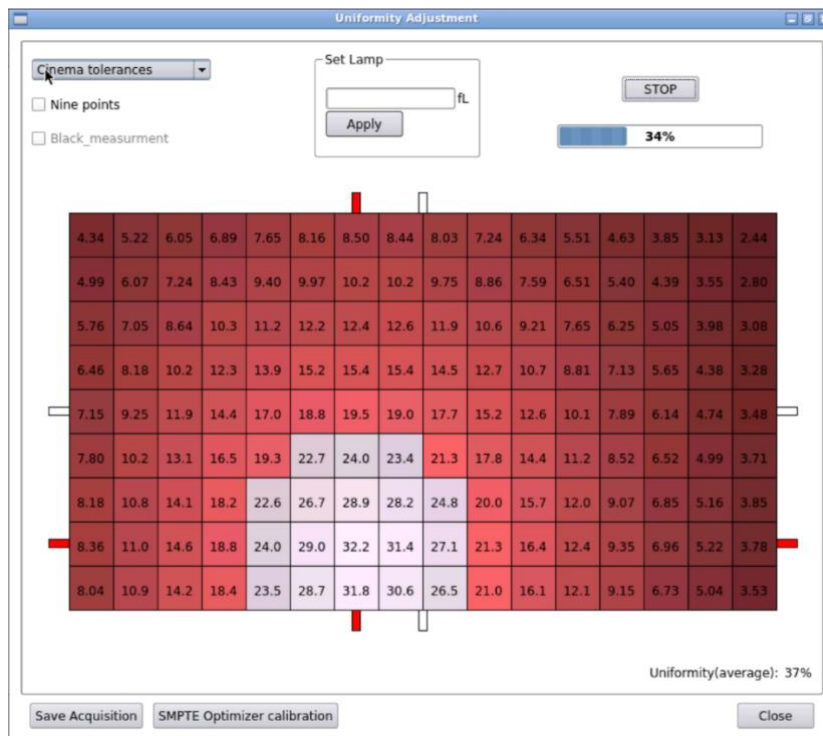 Uniformity Adjustment
Cinema tolerances
Set Lamp
Nine points
fL
STOP
Black_measurment
Apply
34%
4.34 5.22 6.05 6.89 7.65 8.16 8.50 8.44 8.03 7.24 6.34 5.51 4.63 3.85 3.13 2.44
4.99 6.07 7.24 8.43 9.40 9.97 10.2 10.2 9.75 8.86 7.59 6.51 5.40 4.39 3.55 2.80
5.76 7.05 8.64 10.3 11.2 12.2 12.4 12.6 11.9 10.6 9.21 7.65 6.25 5.05 3.98 3.08
6.46 8.18 10.2 12.3 13.9 15.2 15.4 15.4 14.5 12.7 10.7 8.81 7.13 5.65 4.38 3.28
7.15 9.25 11.9 14.4 17.0 18.8 19.5 19.0 17.7 15.2 12.6 10.1 7.89 6.14 4.74 3.48
7.80 10.2 13.1 16.5 19.3 22.7 24.0 23.4 21.3 17.8 14.4 11.2 8.52 6.52 4.99 3.71
8.18 10.8 14.1 18.2 22.6 26.7 28.9 28.2 24.8 20.0 15.7 12.0 9.07 6.85 5.16 3.85
8.36 11.0 14.6 18.8 24.0 29.0 32.2 31.4 27.1 21.3 16.4 12.4 9.35 6.96 5.22 3.78
8.04 10.9 14.2 18.4 23.5 28.7 31.8 30.6 26.5 21.0 16.1 12.1 9.15 6.73 5.04 3.53
Uniformity(average): 37%
Save Acquisition
SMPTE Optimizer calibration
Close